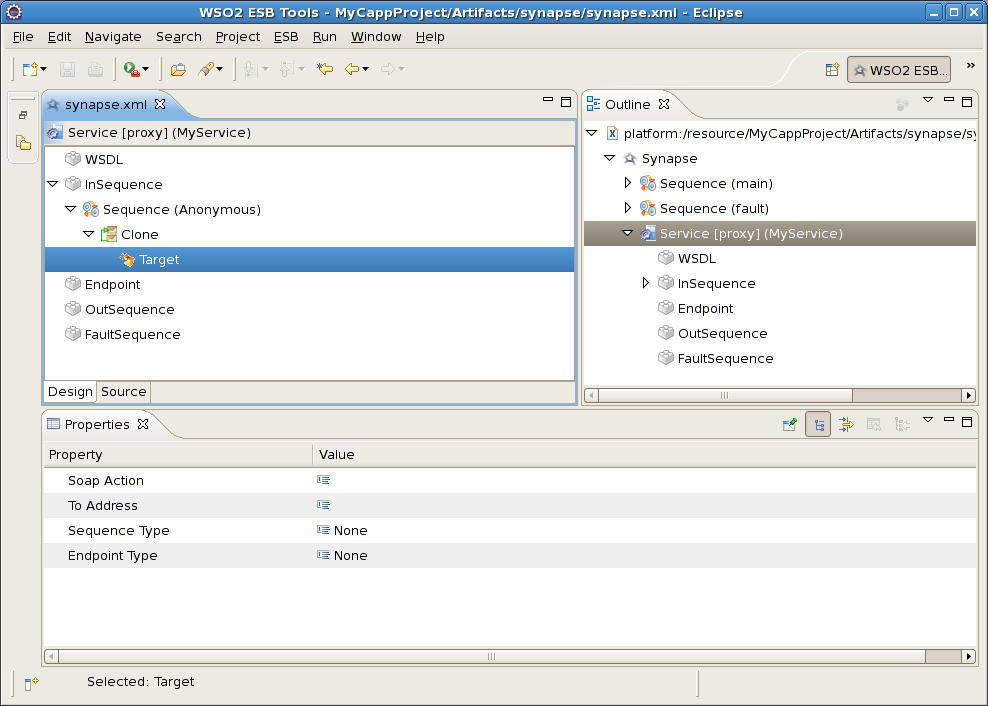 WSO2 ESB Tools - MyCappProject/Artifacts/synapse/synapse.xml - Eclipse
File Edit Navigate Search Project ESB Run Window Help
WSO2 ESB...
synapse.xml
Service [proxy] (MyService)
WSDL
InSequence
Sequence (Anonymous)
Clone
Target
Endpoint
OutSequence
FaultSequence
Design Source
Outline
platform:/resource/MyCappProject/Artifacts/synapse/sy
Synapse
Sequence (main)
Sequence (fault)
Service [proxy] (MyService)
WSDL
InSequence
Endpoint
OutSequence
FaultSequence
Properties
Property Value
Soap Action
To Address
Sequence Type None
Endpoint Type None
Selected: Target